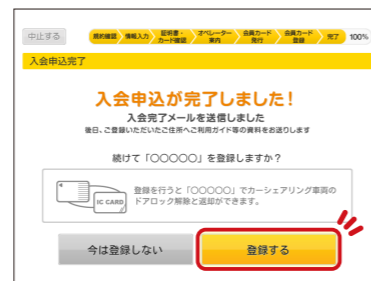 中止する
規約確認 情報入力 証明書・カード確認 オペレーター案内 会員カード発行 会員カード登録 完了 100%
入会申込完了
入会申込が完了しました！
入会完了メールを送信しました
後日、ご登録いただいたご住所へご利用ガイド等の資料をお送りします
続けて「○○○○○」を登録しますか？
IC CARD
登録を行うと「○○○○○」でカーシェアリング車両の
ドアロック解除と返却ができます。
今は登録しない
登録する